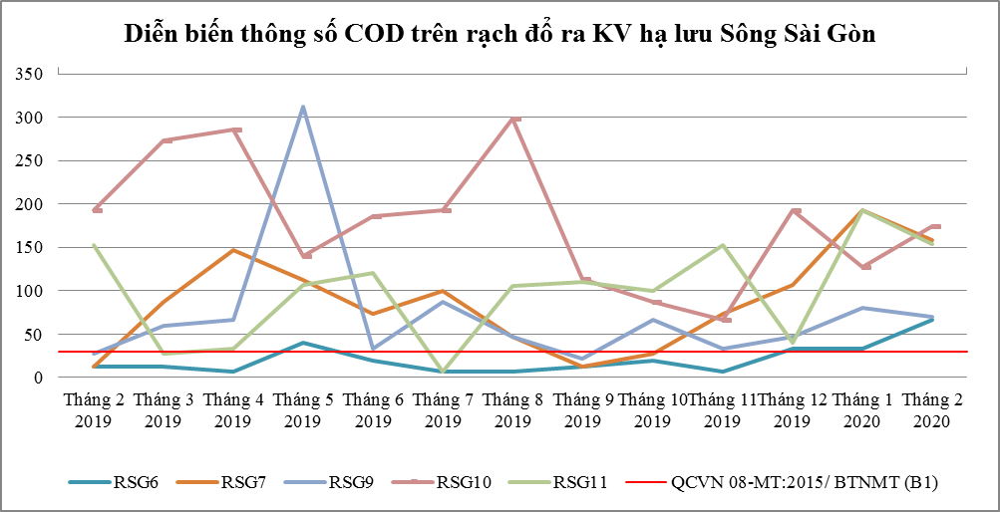 Diễn biến thông số COD trên rạch đổ ra KV hạ lưu Sông Sài Gòn
350
300
250
200
150
100
50
0
Tháng 2 Tháng 3 Tháng 4 Tháng 5 Tháng 6 Tháng 7 Tháng 8 Tháng 9 Tháng 10 Tháng 11 Tháng 12 Tháng 1 Tháng 2
2019 2019 2019 2019 2019 2019 2019 2019 2019 2019 2019 2020 2020
RSG6 RSG7 RSG9 RSG10 RSG11 QCVN 08-MT:2015/ BTNMT (B1)